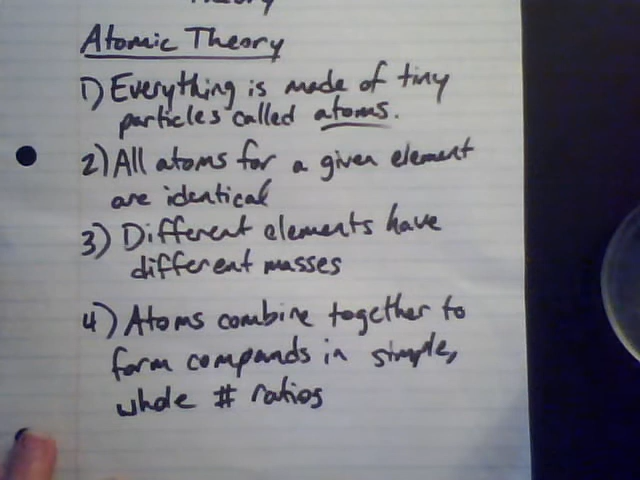 Theory
Atomic Theory
1) Everything is made of tiny
particles called atoms.
2) All atoms for a given element
are identical
3) Different elements have
different masses
4) Atoms combine together to
form compands in simple,
whole # ratios